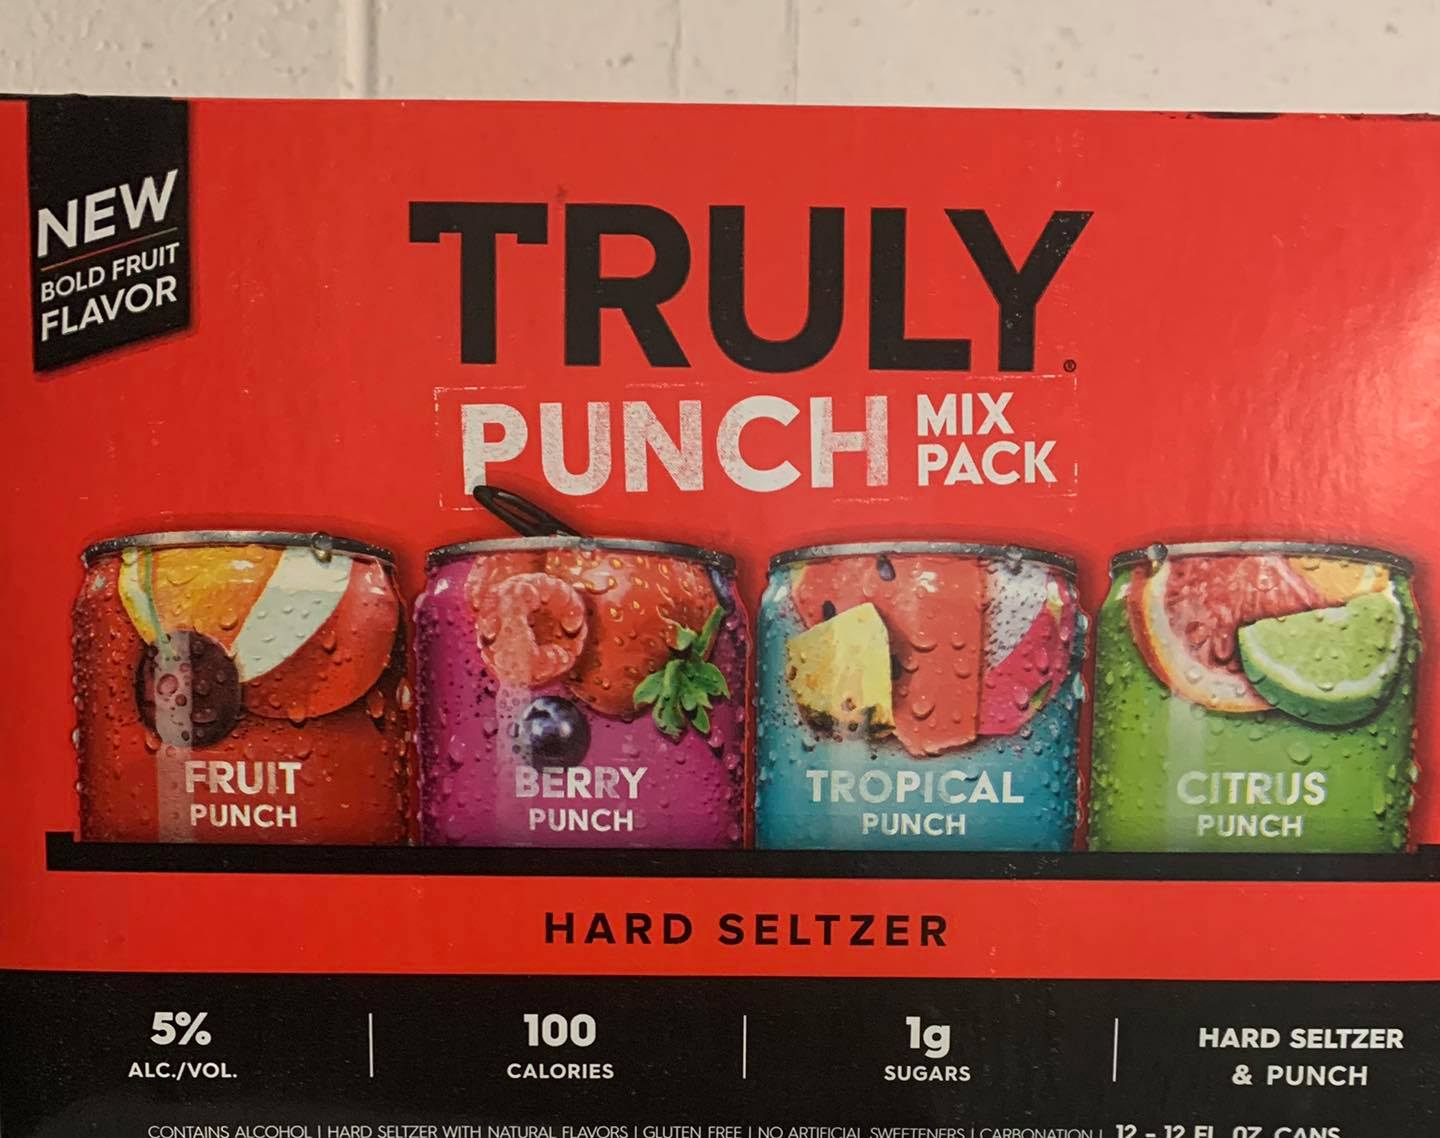 NEW
BOLD FRUIT
FLAVOR
TRULY®
PUNCH MIX
PACK
FRUIT
PUNCH
BERRY
PUNCH
TROPICAL
PUNCH
CITRUS
PUNCH
HARD SELTZER
5%
ALC./VOL.
100
CALORIES
1g
SUGARS
HARD SELTZER
& PUNCH
CONTAINS ALCOHOL | HARD SELTZER WITH NATURAL FLAVORS | GLUTEN FREE | NO ARTIFICIAL SWEETENERS | CARBONATION | 12 - 12 FL. OZ. CANS